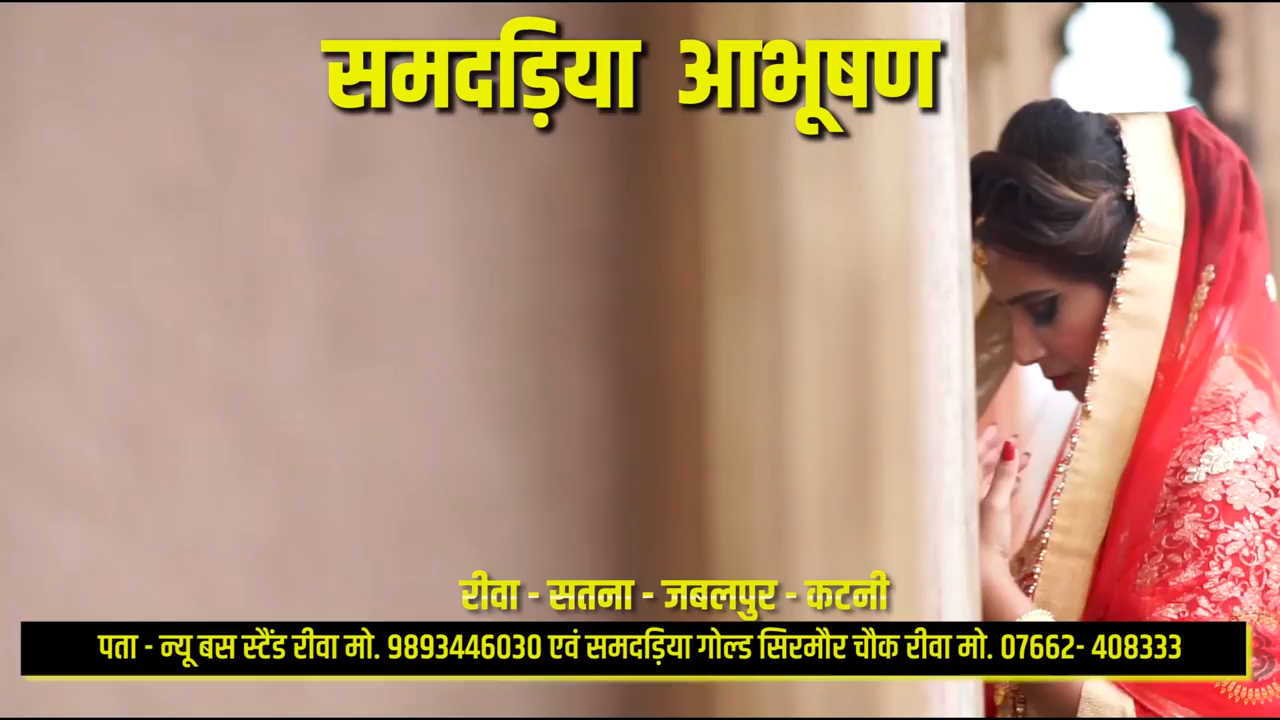 समदड़िया आभूषण
रीवा - सतना - जबलपुर - कटनी
पता - न्यू बस स्टैंड रीवा मो. 9893446030 एवं समदड़िया गोल्ड सिरमौर चौक रीवा मो. 07662- 408333